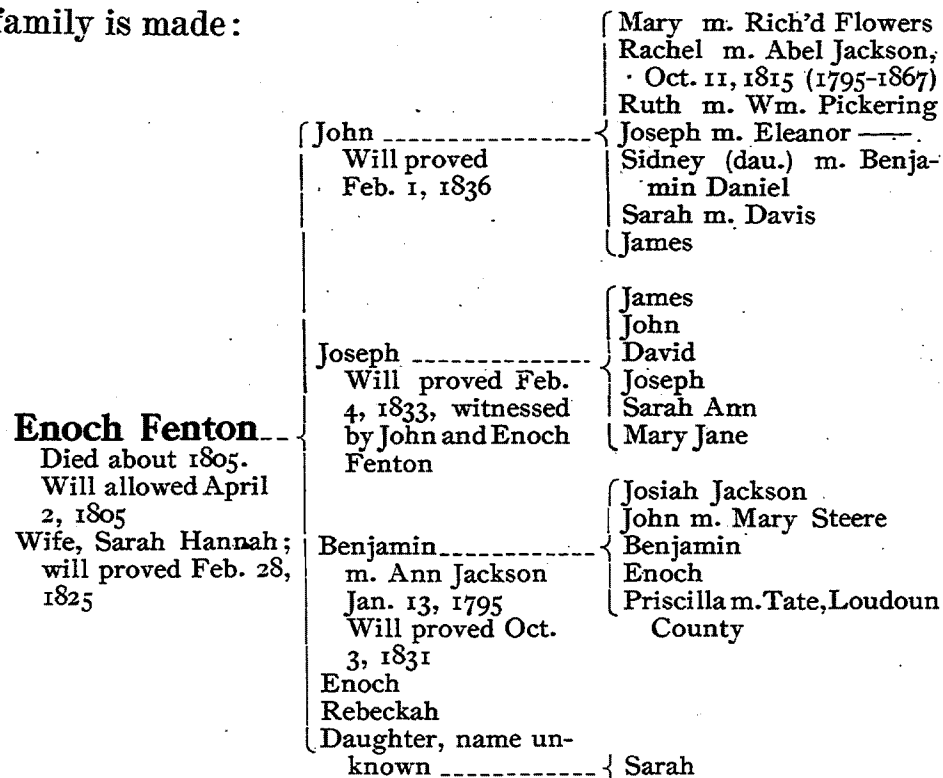 family is made:
Enoch Fenton
Died about 1805.
Will allowed April
2, 1805
Wife, Sarah Hannah;
will proved Feb. 28,
1825
John
Will proved
Feb. 1, 1836
Mary m. Rich'd Flowers
Rachel m. Abel Jackson,
Oct. 11, 1815 (1795-1867)
Ruth m. Wm. Pickering
Joseph m. Eleanor ——.
Sidney (dau.) m. Benja-
min Daniel
Sarah m. Davis
James
Joseph
Will proved Feb.
4, 1833, witnessed
by John and Enoch
Fenton
James
John
David
Joseph
Sarah Ann
Mary Jane
Benjamin
m. Ann Jackson
Jan. 13, 1795
Will proved Oct.
3, 1831
Josiah Jackson
John m. Mary Steere
Benjamin
Enoch
Priscilla m. Tate, Loudoun
County
Enoch
Rebeckah
Daughter, name un-
known
Sarah